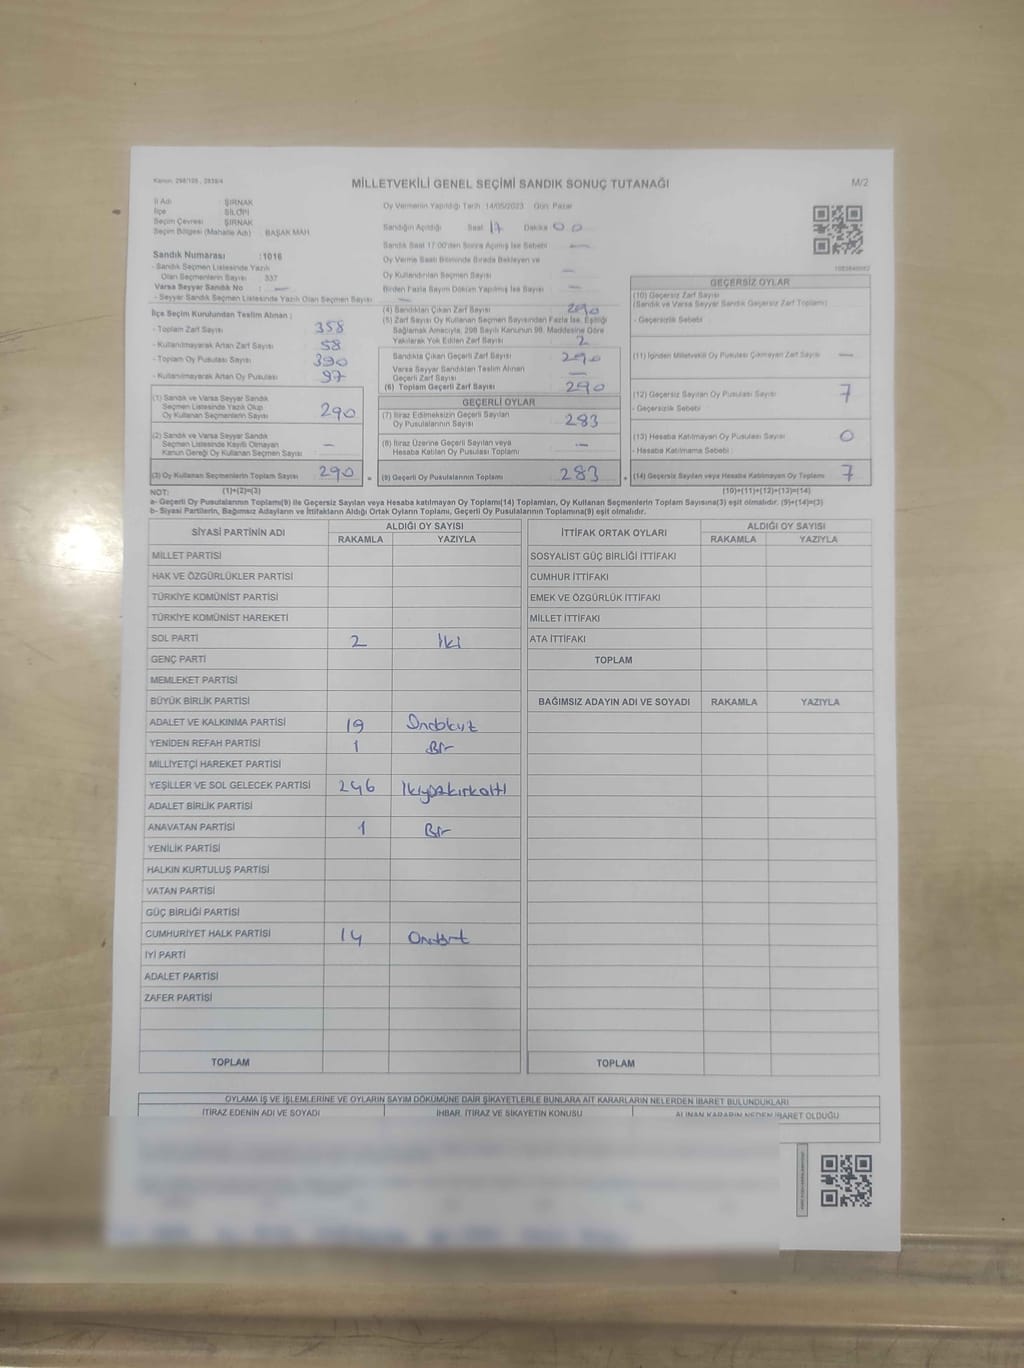 Kanun: 298/105 , 2839/4
MİLLETVEKİLİ GENEL SEÇİMİ SANDIK SONUÇ TUTANAĞI
M/2
İl Adı ŞIRNAK
İlçe SİLOPİ
Seçim Çevresi ŞIRNAK
Seçim Bölgesi (Mahalle Adı) : BAŞAK MAH.
Sandık Numarası : 1016
- Sandık Seçmen Listesinde Yazılı
Olan Seçmenlerin Sayısı : 337
Varsa Seyyar Sandık No : —
- Seyyar Sandık Seçmen Listesinde Yazılı Olan Seçmen Sayısı : —
İlçe Seçim Kurulundan Teslim Alınan ;
- Toplam Zarf Sayısı 358
- Kullanılmayarak Artan Zarf Sayısı 58
- Toplam Oy Pusulası Sayısı 390
- Kullanılmayarak Artan Oy Pusulası 97
(1) Sandık ve Varsa Seyyar Sandık
Seçmen Listesinde Yazılı Olup
Oy Kullanan Seçmenlerin Sayısı 290
(2) Sandık ve Varsa Seyyar Sandık
Seçmen Listesinde Kayıtlı Olmayan
Kanun Gereği Oy Kullanan Seçmen Sayısı —
(3) Oy Kullanan Seçmenlerin Toplam Sayısı 290
(1)+(2)=(3)
Oy Vermenin Yapıldığı Tarih :14/05/2023 Gün: Pazar
Sandığın Açıldığı Saat 17 Dakika 00
Sandık Saat 17.00'den Sonra Açılmış İse Sebebi —
Oy Verme Saati Bitiminde Sırada Bekleyen ve
Oy Kullandırılan Seçmen Sayısı —
Birden Fazla Sayım Döküm Yapılmış İse Sayısı —
(4) Sandıktan Çıkan Zarf Sayısı 290
(5) Zarf Sayısı Oy Kullanan Seçmen Sayısından Fazla İse, Eşitliği
Sağlamak Amacıyla, 298 Sayılı Kanunun 98. Maddesine Göre
Yakılarak Yok Edilen Zarf Sayısı 2
Sandıkta Çıkan Geçerli Zarf Sayısı 290
Varsa Seyyar Sandıktan Teslim Alınan
Geçerli Zarf Sayısı —
(6) Toplam Geçerli Zarf Sayısı 290
GEÇERLİ OYLAR
(7) İtiraz Edilmeksizin Geçerli Sayılan
Oy Pusulalarının Sayısı 283
(8) İtiraz Üzerine Geçerli Sayılan veya
Hesaba Katılan Oy Pusulası Toplamı —
(9) Geçerli Oy Pusulalarının Toplamı 283
GEÇERSİZ OYLAR
(10) Geçersiz Zarf Sayısı
(Sandık ve Varsa Seyyar Sandık Geçersiz Zarf Toplamı)
- Geçersizlik Sebebi :
(11) İçinden Milletvekili Oy Pusulası Çıkmayan Zarf Sayısı —
(12) Geçersiz Sayılan Oy Pusulası Sayısı 7
- Geçersizlik Sebebi :
(13) Hesaba Katılmayan Oy Pusulası Sayısı 0
- Hesaba Katılmama Sebebi :
(14) Geçersiz Sayılan veya Hesaba Katılmayan Oy Toplamı 7
(10)+(11)+(12)+(13)=(14)
NOT:
a- Geçerli Oy Pusulalarının Toplamı(9) ile Geçersiz Sayılan veya Hesaba katılmayan Oy Toplamı(14) Toplamları, Oy Kullanan Seçmenlerin Toplam Sayısına(3) eşit olmalıdır. (9)+(14)=(3)
b- Siyasi Partilerin, Bağımsız Adayların ve İttifakların Aldığı Ortak Oyların Toplamı, Geçerli Oy Pusulalarının Toplamına(9) eşit olmalıdır.
SİYASİ PARTİNİN ADI ALDIĞI OY SAYISI
RAKAMLA YAZIYLA
MİLLET PARTİSİ
HAK VE ÖZGÜRLÜKLER PARTİSİ
TÜRKİYE KOMÜNİST PARTİSİ
TÜRKİYE KOMÜNİST HAREKETİ
SOL PARTİ 2 iki
GENÇ PARTİ
MEMLEKET PARTİSİ
BÜYÜK BİRLİK PARTİSİ
ADALET VE KALKINMA PARTİSİ 19 Ondokuz
YENİDEN REFAH PARTİSİ 1 Bir
MİLLİYETÇİ HAREKET PARTİSİ
YEŞİLLER VE SOL GELECEK PARTİSİ 246 ikiyüzkırkaltı
ADALET BİRLİK PARTİSİ
ANAVATAN PARTİSİ 1 Bir
YENİLİK PARTİSİ
HALKIN KURTULUŞ PARTİSİ
VATAN PARTİSİ
GÜÇ BİRLİĞİ PARTİSİ
CUMHURİYET HALK PARTİSİ 14 Ondört
İYİ PARTİ
ADALET PARTİSİ
ZAFER PARTİSİ
TOPLAM
İTTİFAK ORTAK OYLARI ALDIĞI OY SAYISI
RAKAMLA YAZIYLA
SOSYALİST GÜÇ BİRLİĞİ İTTİFAKI
CUMHUR İTTİFAKI
EMEK VE ÖZGÜRLÜK İTTİFAKI
MİLLET İTTİFAKI
ATA İTTİFAKI
TOPLAM
BAĞIMSIZ ADAYIN ADI VE SOYADI RAKAMLA YAZIYLA
TOPLAM
OYLAMA İŞ VE İŞLEMLERİNE VE OYLARIN SAYIM DÖKÜMÜNE DAİR ŞİKAYETLERLE BUNLARA AİT KARARLARIN NELERDEN İBARET BULUNDUKLARI
İTİRAZ EDENİN ADI VE SOYADI İHBAR, İTİRAZ VE ŞİKAYETİN KONUSU ALINAN KARARIN NEDEN İBARET OLDUĞU